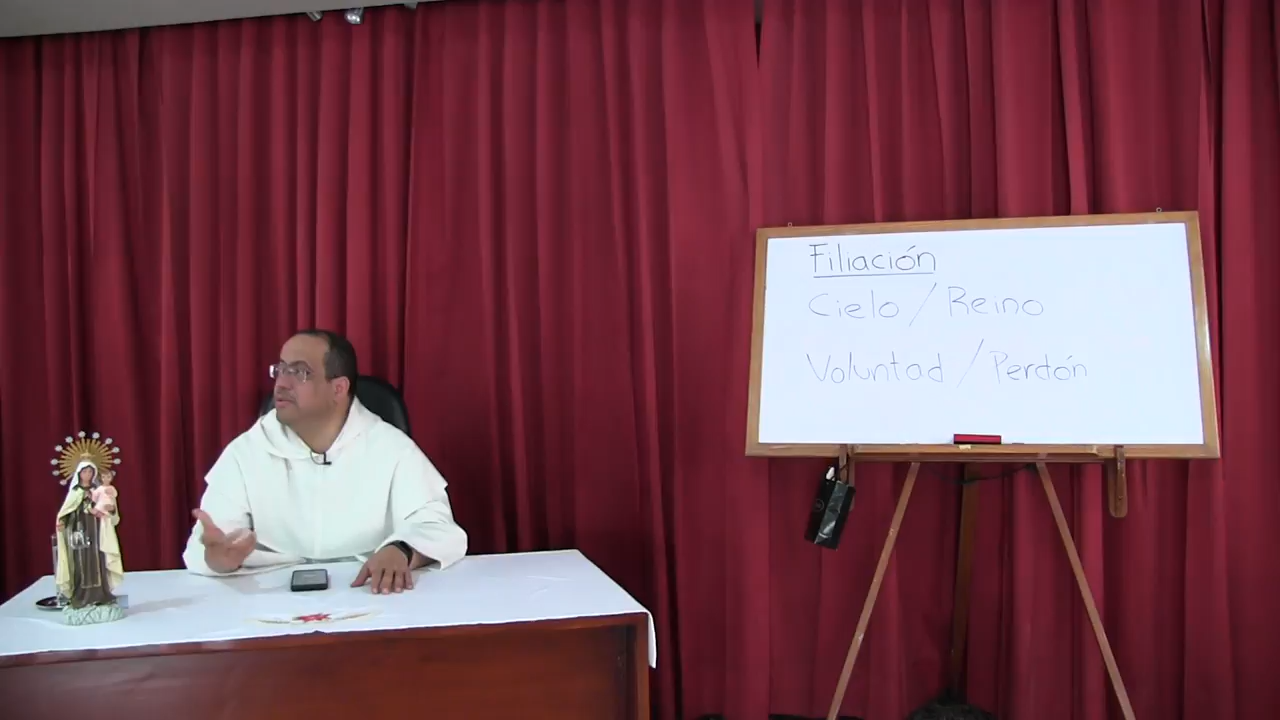 Filiación
Cielo / Reino
Voluntad / Perdón